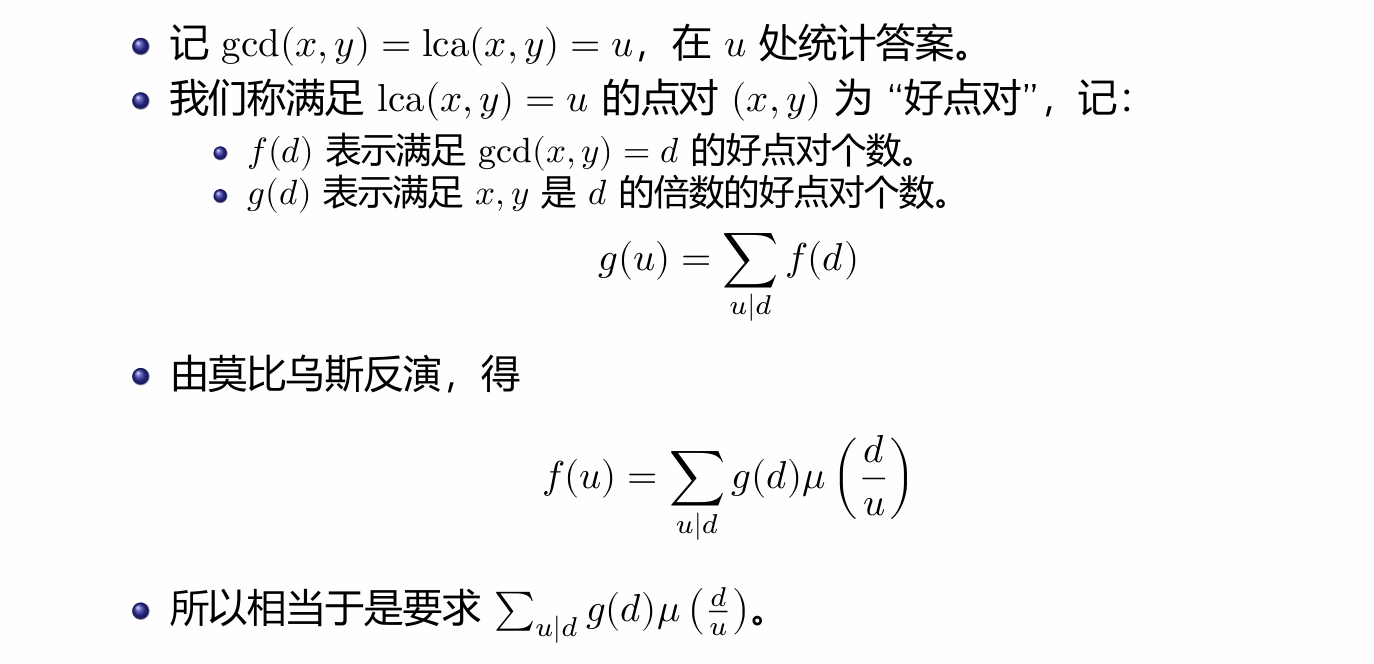 记 gcd(x, y) = lca(x, y) = u，在 u 处统计答案。
我们称满足 lca(x, y) = u 的点对 (x, y) 为 “好点对”，记：
f(d) 表示满足 gcd(x, y) = d 的好点对个数。
g(d) 表示满足 x, y 是 d 的倍数的好点对个数。
g(u) = ∑_{u|d} f(d)
由莫比乌斯反演，得
f(u) = ∑_{u|d} g(d)μ(d/u)
所以相当于是要求 ∑_{u|d} g(d)μ(d/u)。